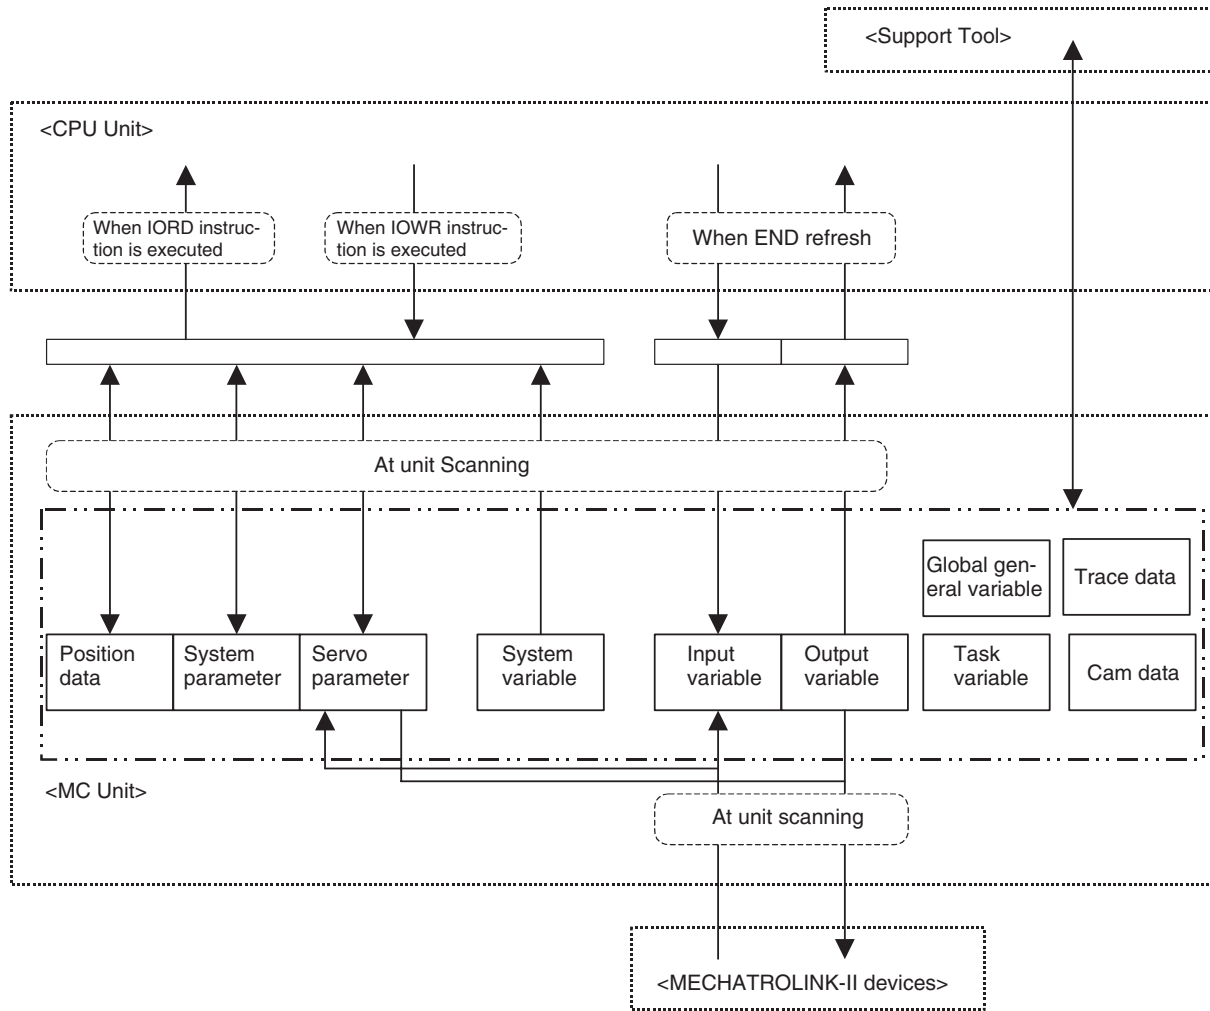 <Support Tool>
<CPU Unit>
When IORD instruc-
tion is executed
When IOWR instruc-
tion is executed
When END refresh
At unit Scanning
Global gen-
eral variable
Trace data
Position
data
System
parameter
Servo
parameter
System
variable
Input
variable
Output
variable
Task
variable
Cam data
<MC Unit>
At unit scanning
<MECHATROLINK-II devices>